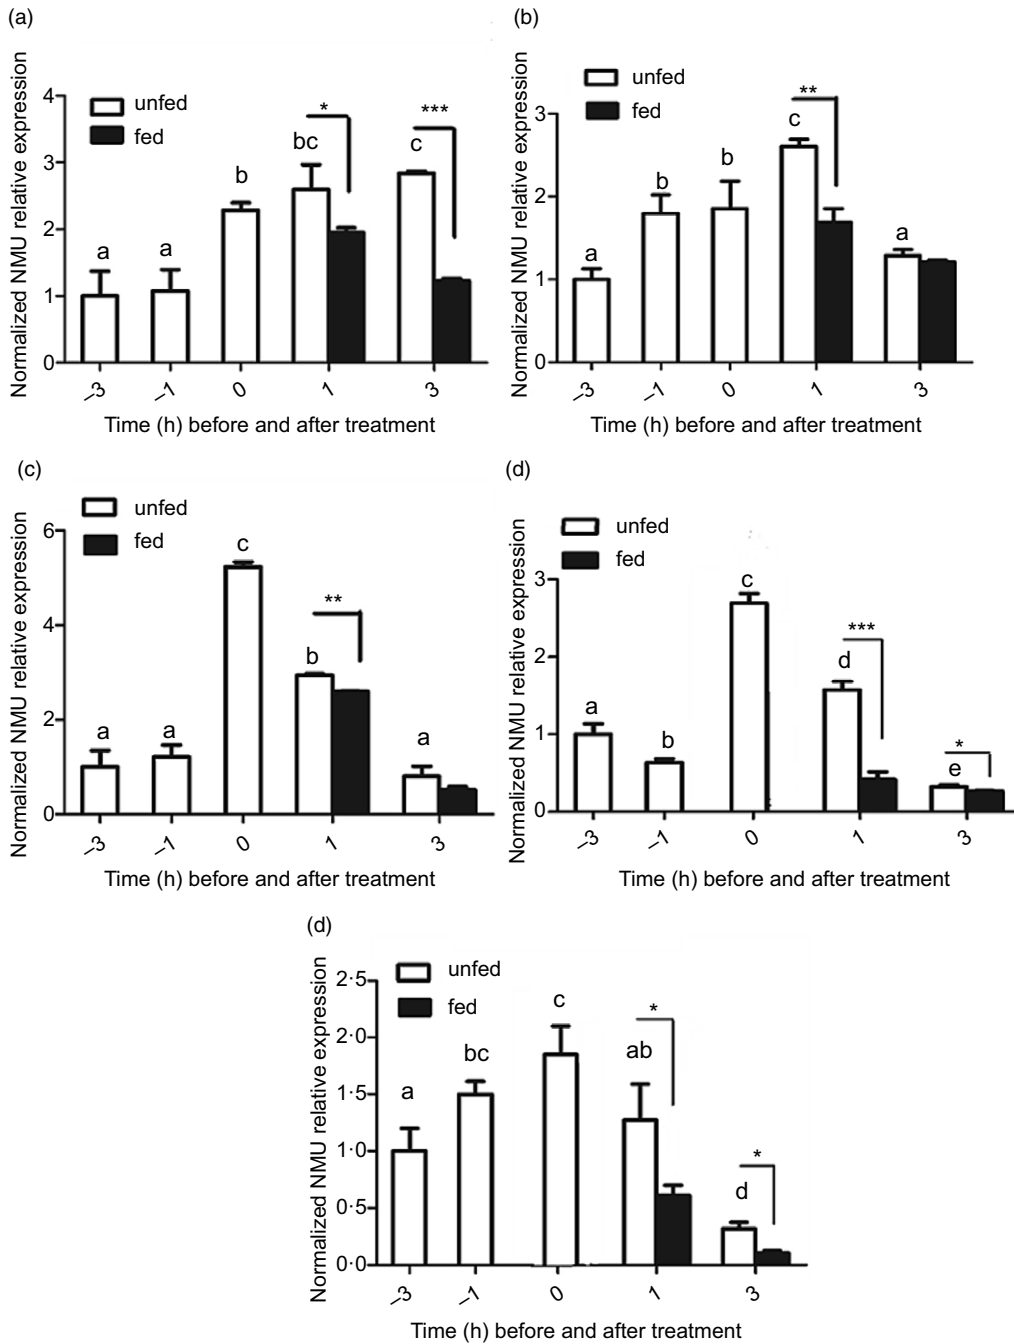 (a)
Normalized NMU relative expression
unfed
fed
4
3
2
1
0
a
a
b
bc
*
c
***
–3
–1
0
1
3
Time (h) before and after treatment
(b)
Normalized NMU relative expression
unfed
fed
3
2
1
0
a
b
b
c
**
a
–3
–1
0
1
3
Time (h) before and after treatment
(c)
Normalized NMU relative expression
unfed
fed
6
4
2
0
a
a
c
b
**
a
–3
–1
0
1
3
Time (h) before and after treatment
(d)
Normalized NMU relative expression
unfed
fed
3
2
1
0
a
b
c
d
***
e
*
–3
–1
0
1
3
Time (h) before and after treatment
(d)
Normalized NMU relative expression
unfed
fed
2·5
2·0
1·5
1·0
0·5
0·0
a
bc
c
ab
*
d
*
–3
–1
0
1
3
Time (h) before and after treatment